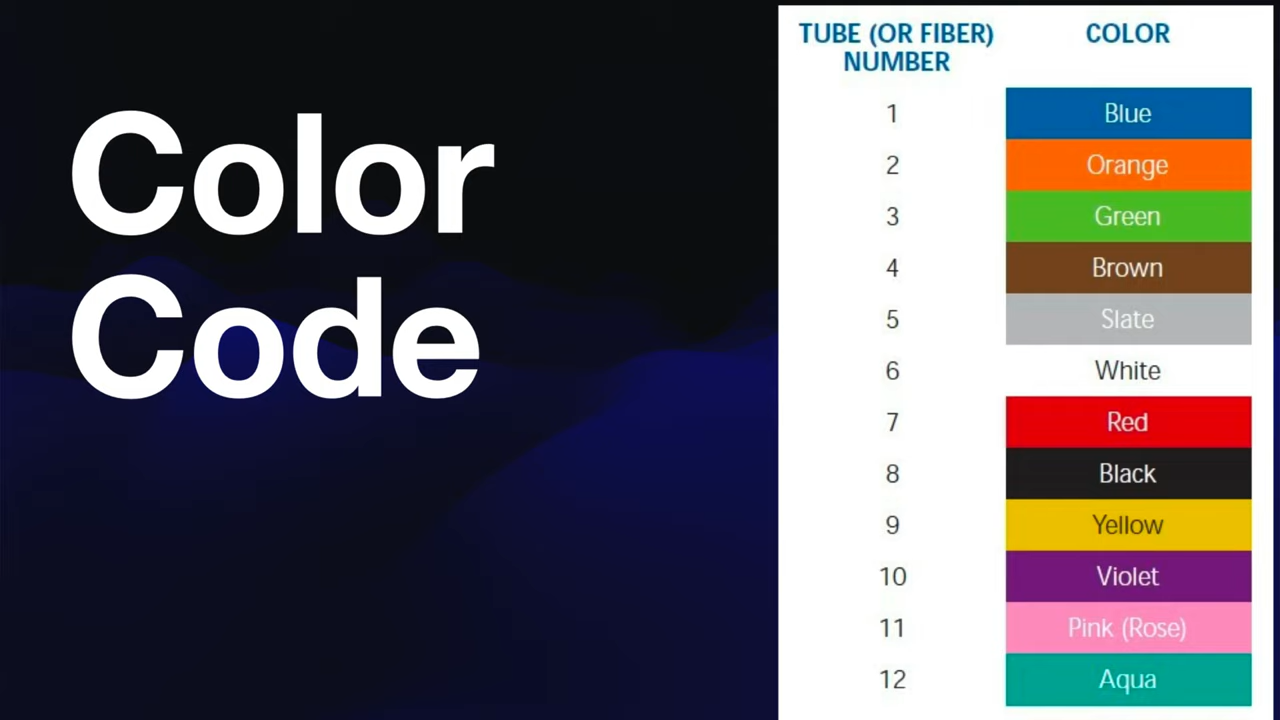 Color
Code
TUBE (OR FIBER) NUMBER COLOR
1 Blue
2 Orange
3 Green
4 Brown
5 Slate
6 White
7 Red
8 Black
9 Yellow
10 Violet
11 Pink (Rose)
12 Aqua